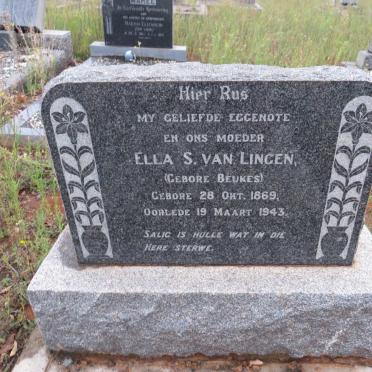 Hier Rus
MY GELIEFDE EGGENOTE
EN ONS MOEDER
ELLA S. VAN LINGEN,
(GEBORE BEUKES)
GEBORE 28 OKT. 1869,
OORLEDE 19 MAART 1943.
SALIG IS HULLE WAT IN DIE
HERE STERWE.